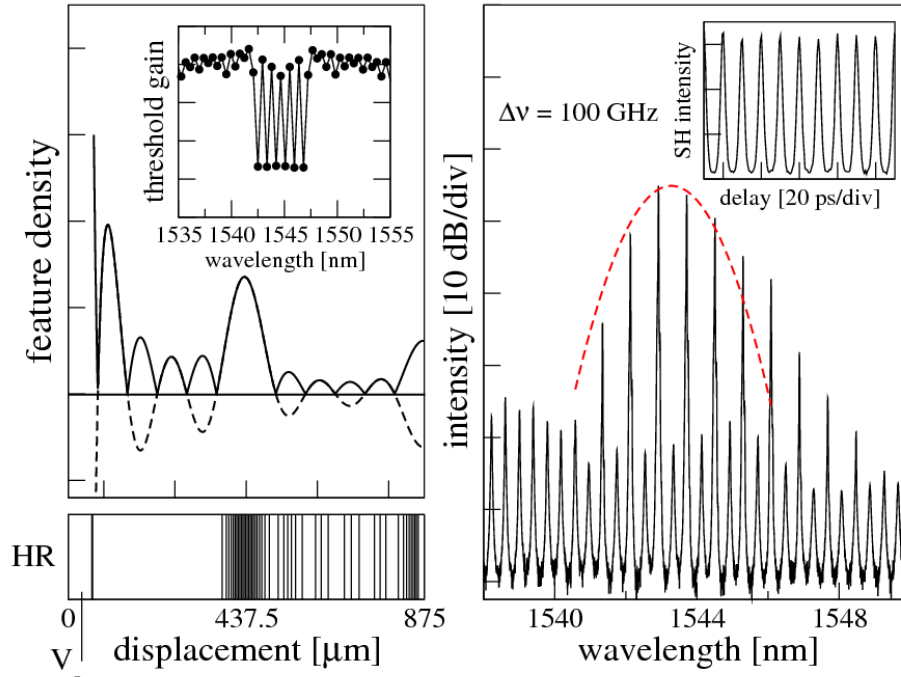 feature density
threshold gain
1535 1540 1545 1550 1555
wavelength [nm]
HR
0 437.5 875
V
displacement [μm]
Δν = 100 GHz
SH intensity
delay [20 ps/div]
intensity [10 dB/div]
1540 1544 1548
wavelength [nm]